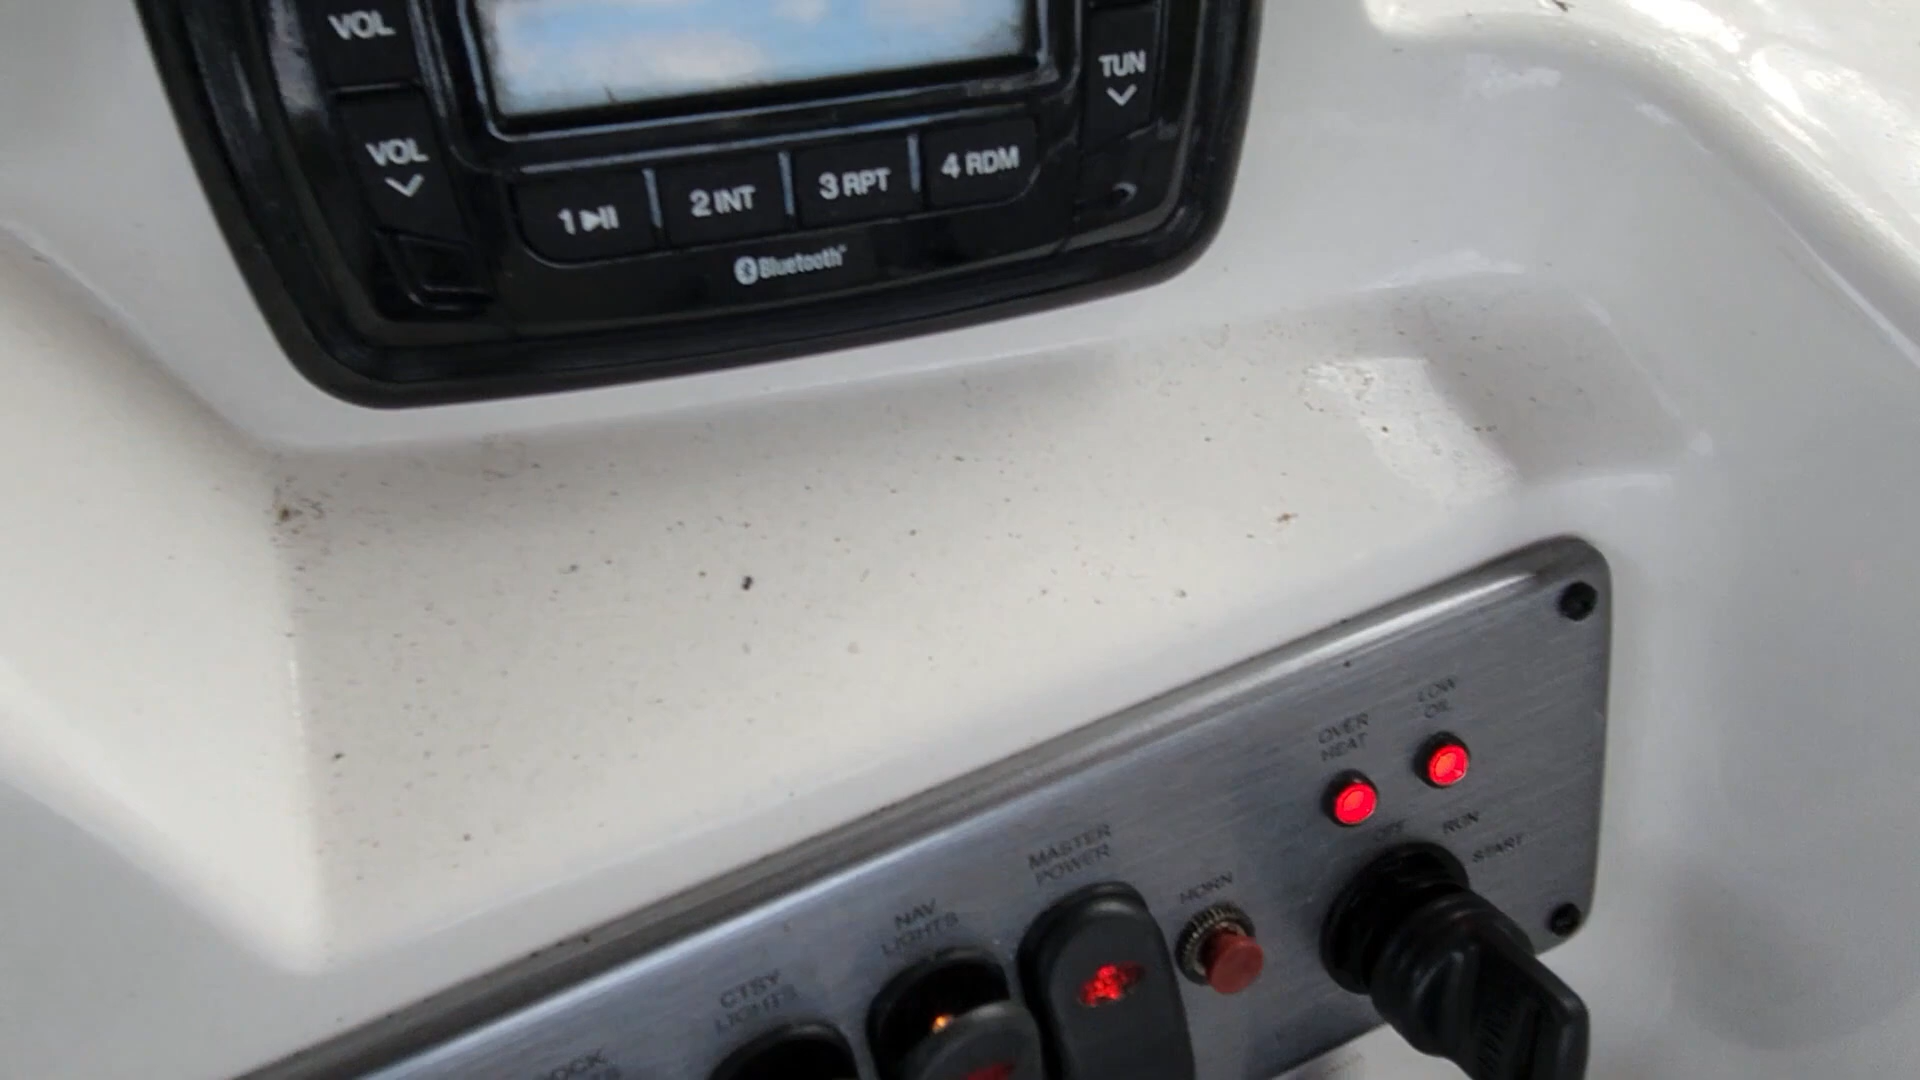 VOL
TUN
VOL
1
2 INT
3 RPT
4 RDM
Bluetooth
LOW
OIL
OVER
HEAT
OFF
RUN
START
MASTER
POWER
HORN
NAV
LIGHTS
CTSY
LIGHTS